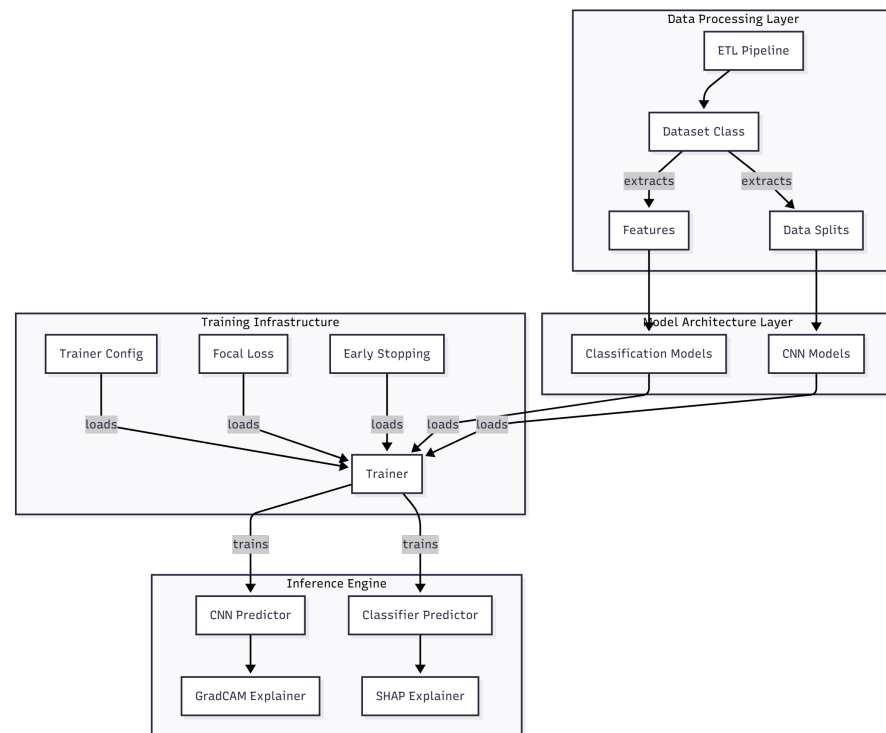 Data Processing Layer
ETL Pipeline
Dataset Class
extracts
extracts
Features
Data Splits
Training Infrastructure
Model Architecture Layer
Trainer Config
Focal Loss
Early Stopping
Classification Models
CNN Models
loads
loads
loads
loads
loads
Trainer
trains
trains
Inference Engine
CNN Predictor
Classifier Predictor
GradCAM Explainer
SHAP Explainer